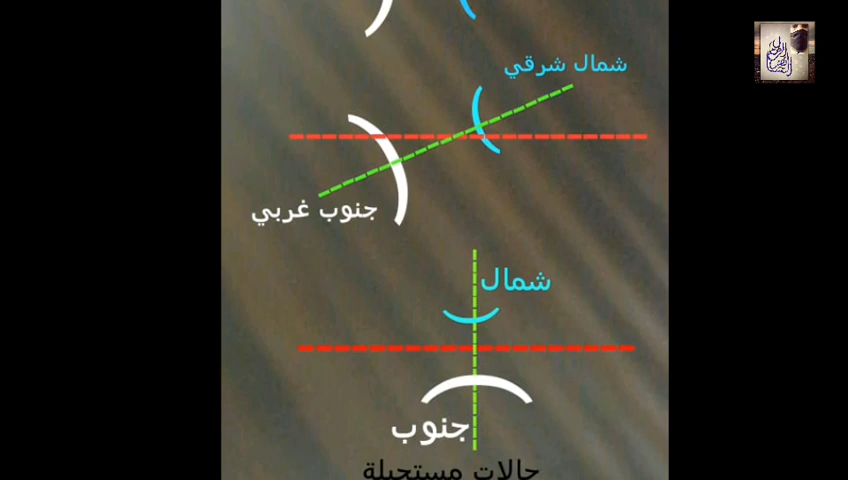 شمال شرقي
جنوب غربي
شمال
جنوب
حالات مستحيلة